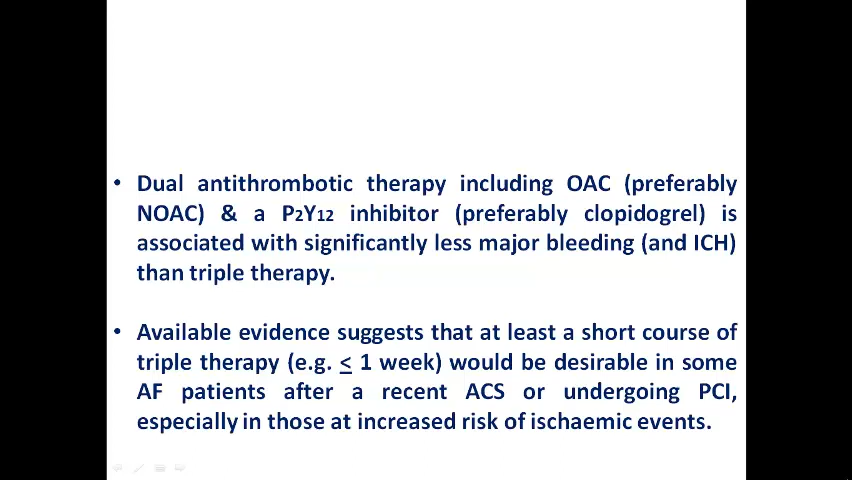 • Dual antithrombotic therapy including OAC (preferably
NOAC) & a P2Y12 inhibitor (preferably clopidogrel) is
associated with significantly less major bleeding (and ICH)
than triple therapy.
• Available evidence suggests that at least a short course of
triple therapy (e.g. ≤ 1 week) would be desirable in some
AF patients after a recent ACS or undergoing PCI,
especially in those at increased risk of ischaemic events.